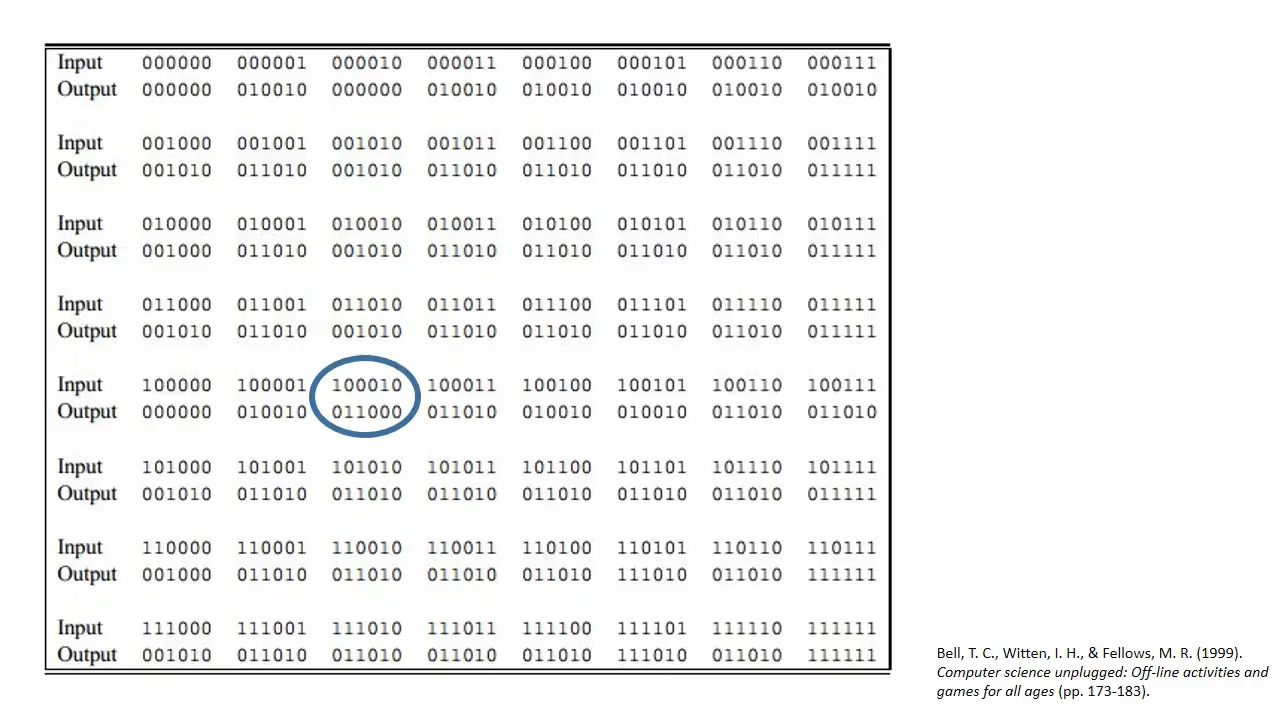 Input 000000 000001 000010 000011 000100 000101 000110 000111
Output 000000 010010 000000 010010 010010 010010 010010 010010
Input 001000 001001 001010 001011 001100 001101 001110 001111
Output 001010 011010 001010 011010 011010 011010 011010 011111
Input 010000 010001 010010 010011 010100 010101 010110 010111
Output 001000 011010 001010 011010 011010 011010 011010 011111
Input 011000 011001 011010 011011 011100 011101 011110 011111
Output 001010 011010 001010 011010 011010 011010 011010 011111
Input 100000 100001 100010 100011 100100 100101 100110 100111
Output 000000 010010 011000 011010 010010 010010 011010 011010
Input 101000 101001 101010 101011 101100 101101 101110 101111
Output 001010 011010 011010 011010 011010 011010 011010 011111
Input 110000 110001 110010 110011 110100 110101 110110 110111
Output 001000 011010 011010 011010 011010 111010 011010 111111
Input 111000 111001 111010 111011 111100 111101 111110 111111
Output 001010 011010 011010 011010 011010 111010 011010 111111
Bell, T. C., Witten, I. H., & Fellows, M. R. (1999).
Computer science unplugged: Off-line activities and
games for all ages (pp. 173-183).